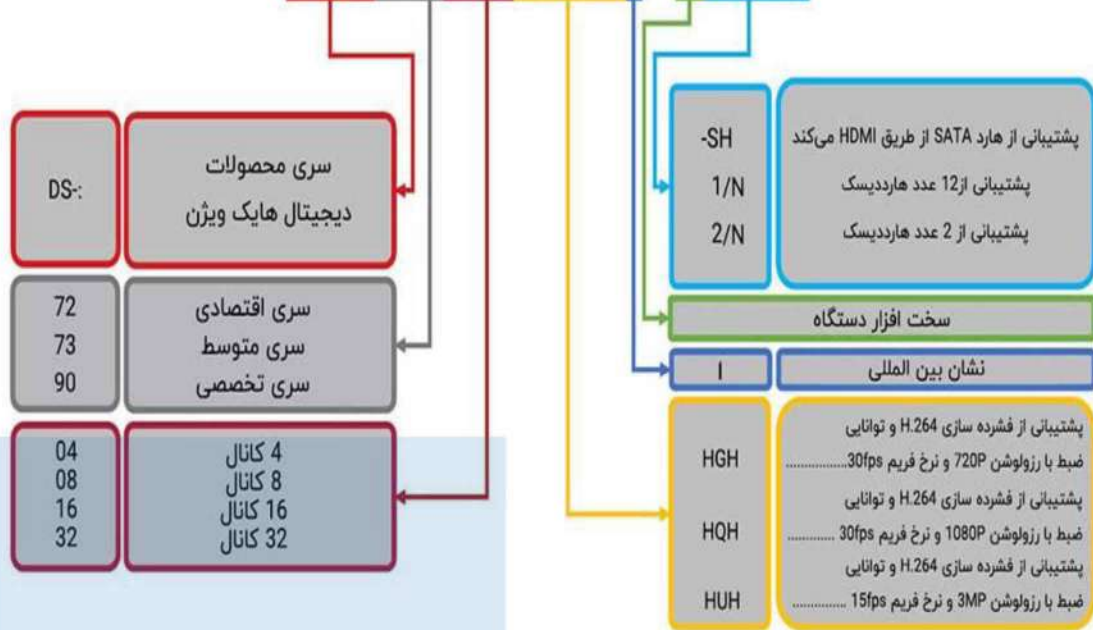 DS-:
سری محصولات
دیجیتال هایک ویژن
72 سری اقتصادی
73 سری متوسط
90 سری تخصصی
04 4 کانال
08 8 کانال
16 16 کانال
32 32 کانال
-SH پشتیبانی از هارد SATA از طریق HDMI می‌کند
1/N پشتیبانی از12 عدد هارددیسک
2/N پشتیبانی از 2 عدد هارددیسک
سخت افزار دستگاه
I نشان بین المللی
HGH
پشتیبانی از فشرده سازی H.264 و توانایی
ضبط با رزولوشن 720P و نرخ فریم 30fps................
HQH
پشتیبانی از فشرده سازی H.264 و توانایی
ضبط با رزولوشن 1080P و نرخ فریم 30fps .............
HUH
پشتیبانی از فشرده سازی H.264 و توانایی
ضبط با رزولوشن 3MP و نرخ فریم 15fps ..............